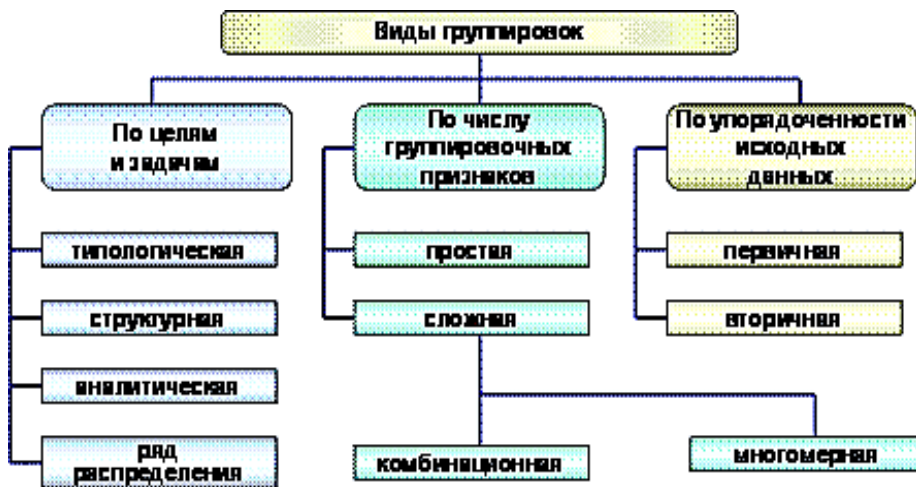 Виды группировок
По целям
и задачам
типологическая
структурная
аналитическая
ряд
распределения
По числу
группировочных
признаков
простая
сложная
комбинационная
многомерная
По упорядоченности
исходных
данных
первичная
вторичная